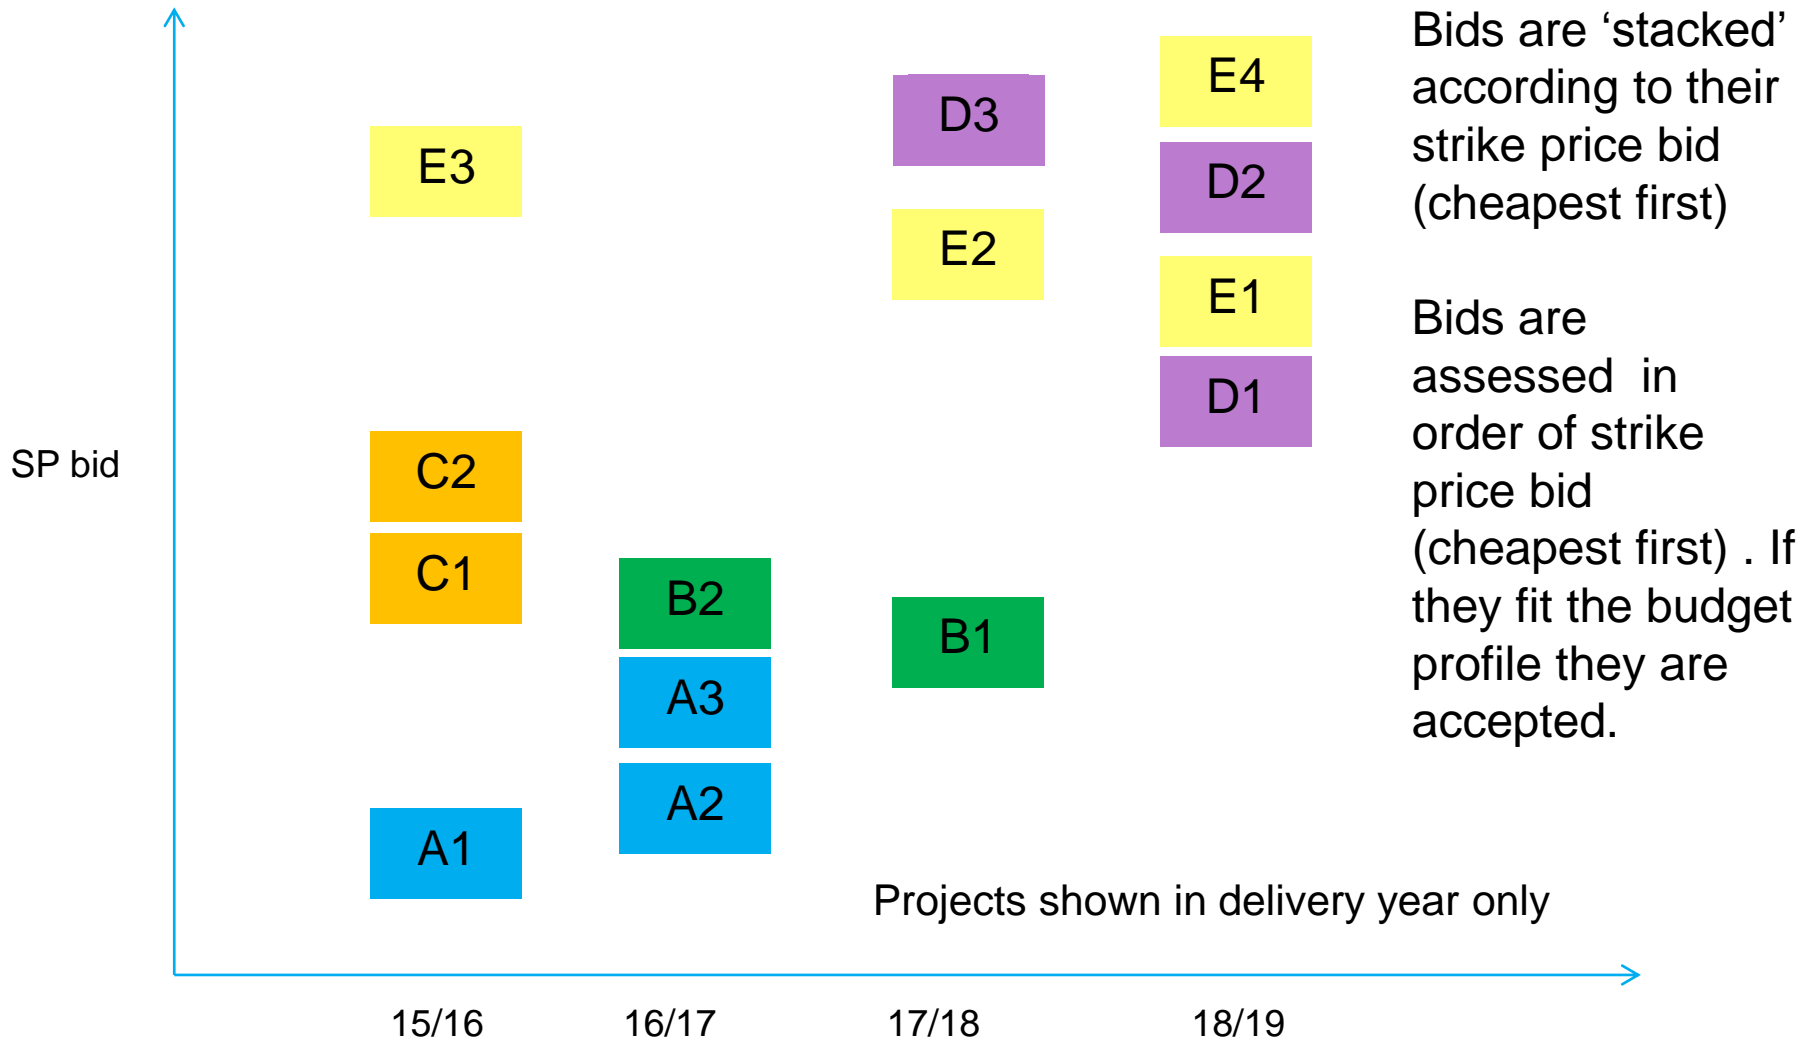 Bids are ‘stacked’
according to their
strike price bid
(cheapest first)
Bids are
assessed  in
order of strike
price bid
(cheapest first) . If
they fit the budget
profile they are
accepted.
E4
D3
E3
D2
E2
E1
D1
SP bid
C2
C1
B2
B1
A3
A2
A1
Projects shown in delivery year only
15/16
16/17
17/18
18/19